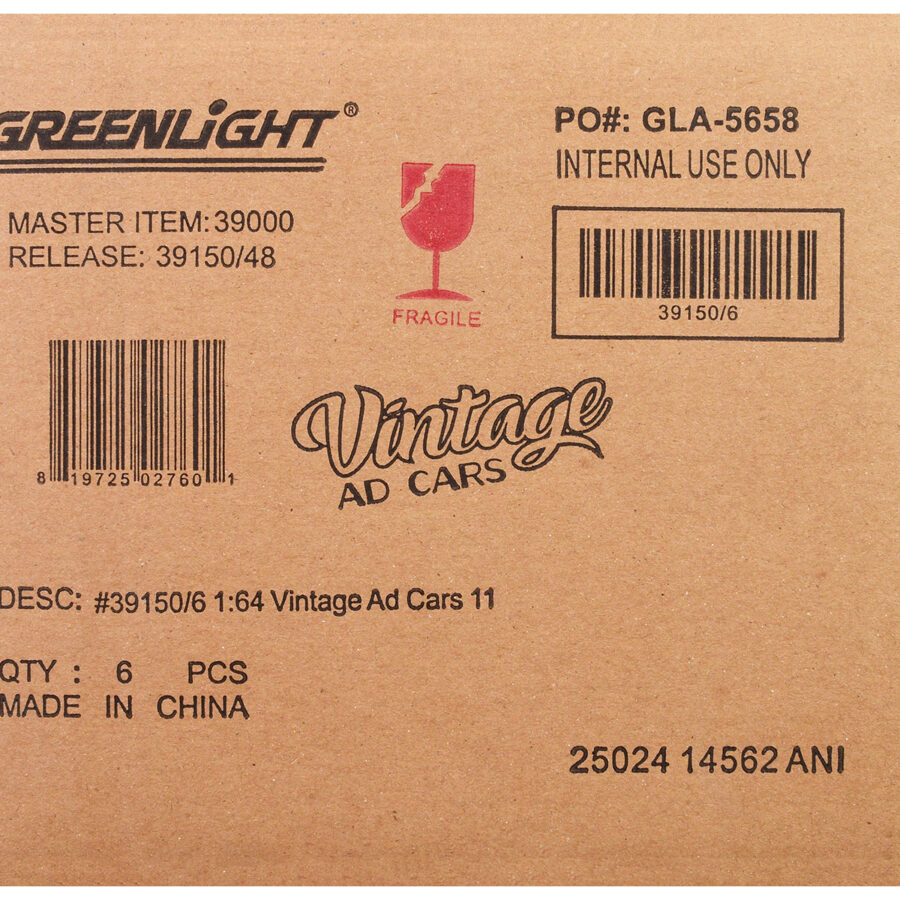 GREENLiGHT®
MASTER ITEM: 39000
RELEASE: 39150/48
FRAGILE
PO#: GLA-5658
INTERNAL USE ONLY
39150/6
8 19725 02760 1
Vintage
AD CARS
DESC: #39150/6 1:64 Vintage Ad Cars 11
QTY : 6 PCS
MADE IN CHINA
25024 14562 ANI